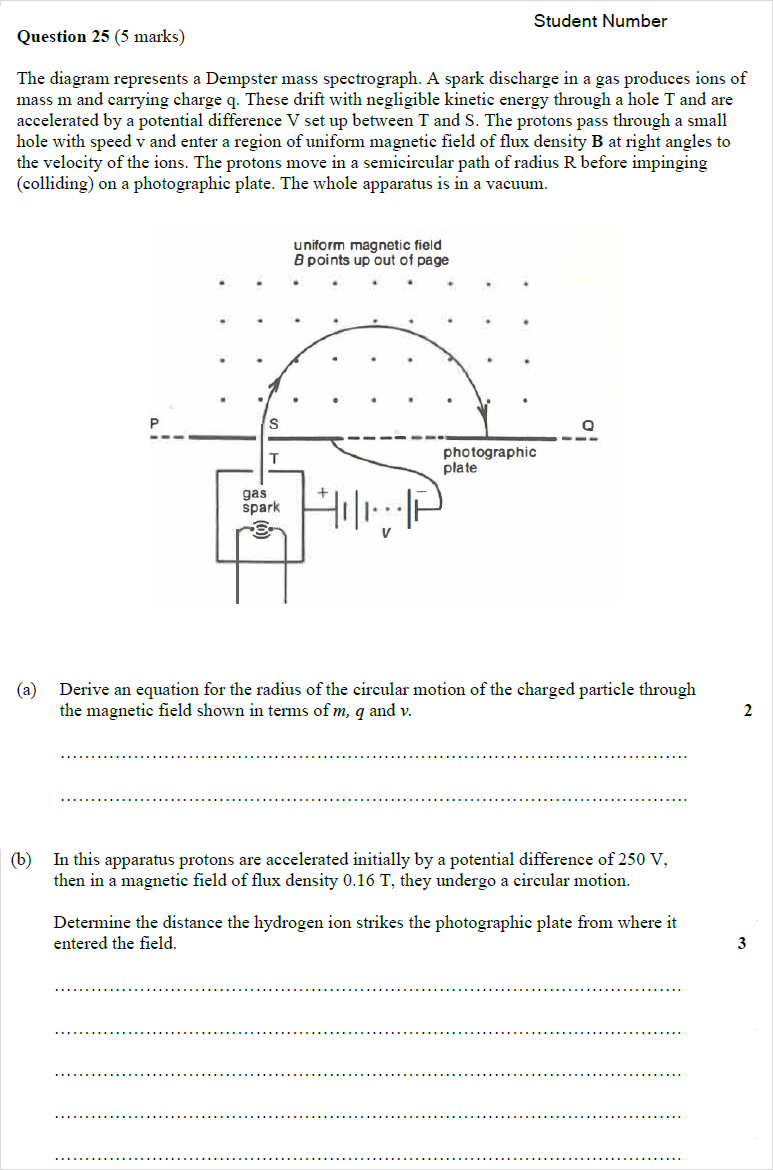 Student Number
Question 25 (5 marks)
The diagram represents a Dempster mass spectrograph. A spark discharge in a gas produces ions of
mass m and carrying charge q. These drift with negligible kinetic energy through a hole T and are
accelerated by a potential difference V set up between T and S. The protons pass through a small
hole with speed v and enter a region of uniform magnetic field of flux density B at right angles to
the velocity of the ions. The protons move in a semicircular path of radius R before impinging
(colliding) on a photographic plate. The whole apparatus is in a vacuum.
uniform magnetic field
B points up out of page
P
S
Q
T
photographic
plate
gas
spark
+
−
V
(a) Derive an equation for the radius of the circular motion of the charged particle through
the magnetic field shown in terms of m, q and v.
2
(b) In this apparatus protons are accelerated initially by a potential difference of 250 V,
then in a magnetic field of flux density 0.16 T, they undergo a circular motion.
Determine the distance the hydrogen ion strikes the photographic plate from where it
entered the field.
3